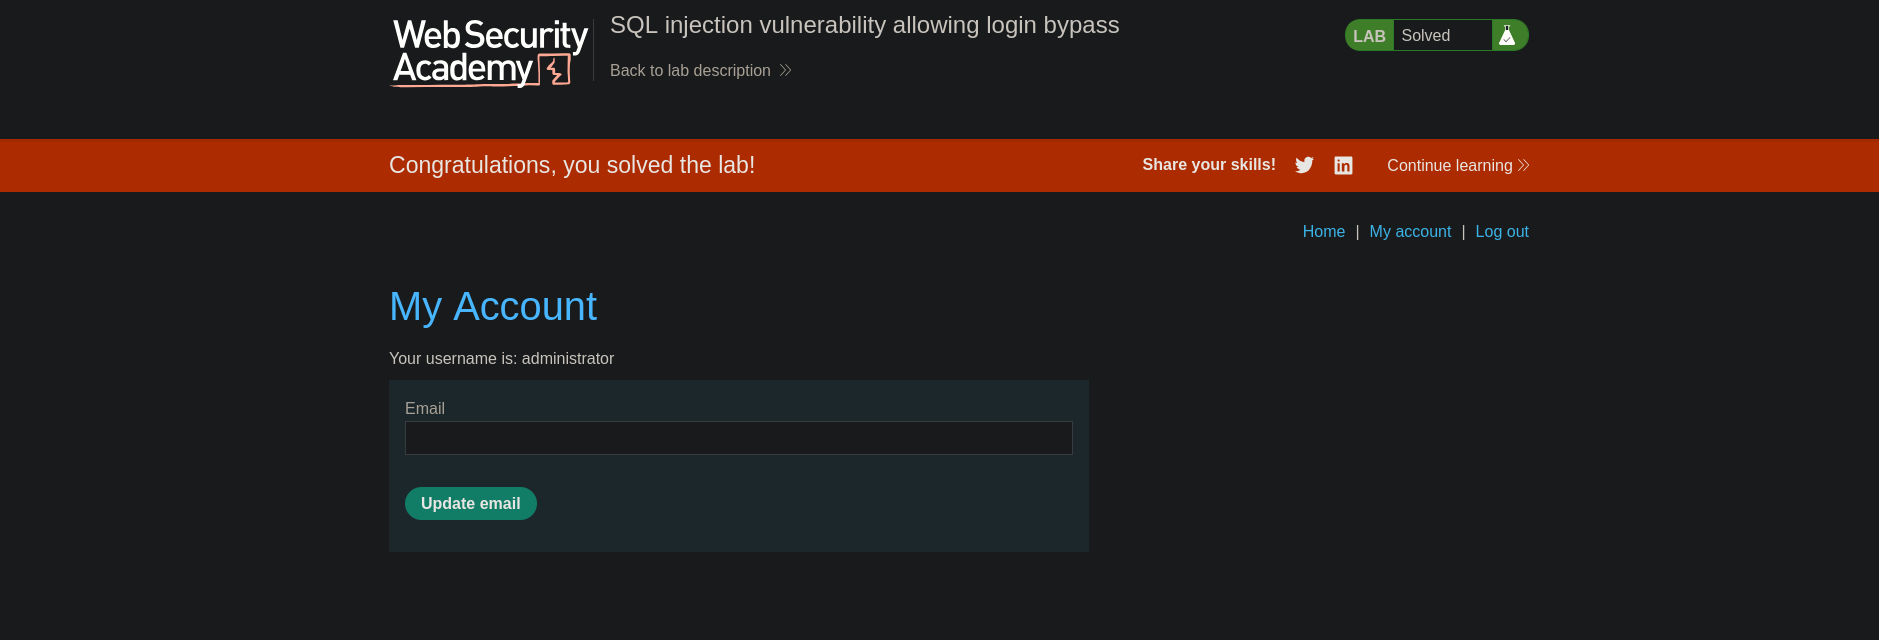 Web Security
Academy
SQL injection vulnerability allowing login bypass
Back to lab description
LAB Solved
Congratulations, you solved the lab!
Share your skills!
Continue learning
Home | My account | Log out
My Account
Your username is: administrator
Email
Update email